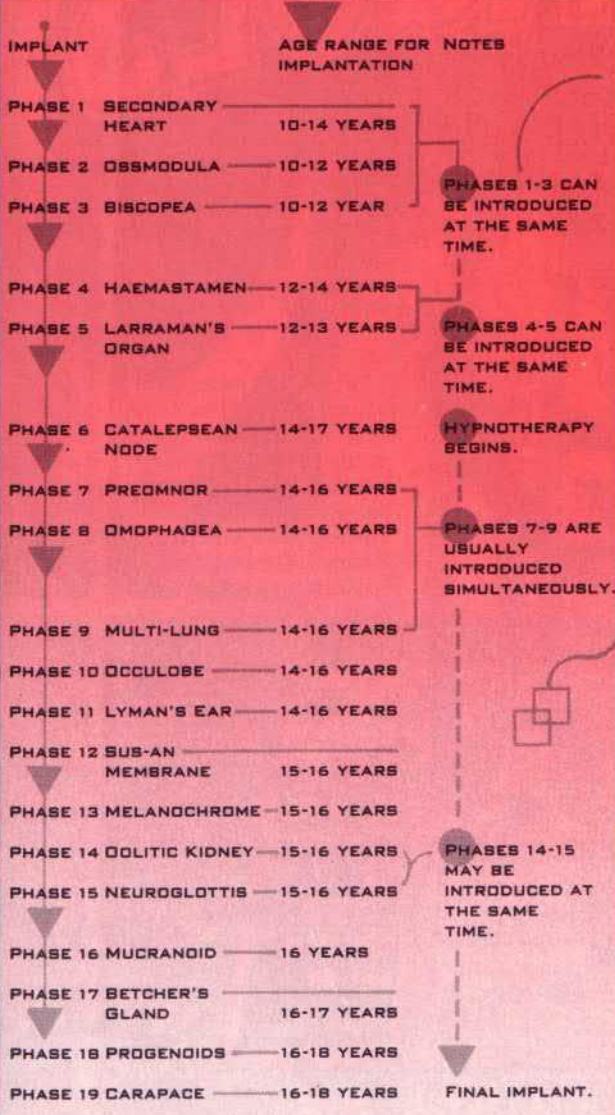 IMPLANT AGE RANGE FOR NOTES
IMPLANTATION
PHASE 1 SECONDARY
HEART 10-14 YEARS
PHASE 2 OSSMODULA 10-12 YEARS
PHASE 3 BISCOPEA 10-12 YEAR
PHASES 1-3 CAN
BE INTRODUCED
AT THE SAME
TIME.
PHASE 4 HAEMASTAMEN 12-14 YEARS
PHASE 5 LARRAMAN'S 12-13 YEARS
ORGAN
PHASES 4-5 CAN
BE INTRODUCED
AT THE SAME
TIME.
PHASE 6 CATALEPSEAN 14-17 YEARS
NODE
HYPNOTHERAPY
BEGINS.
PHASE 7 PREOMNOR 14-16 YEARS
PHASE 8 OMOPHAGEA 14-16 YEARS
PHASES 7-9 ARE
USUALLY
INTRODUCED
SIMULTANEOUSLY.
PHASE 9 MULTI-LUNG 14-16 YEARS
PHASE 10 OCCULOBE 14-16 YEARS
PHASE 11 LYMAN'S EAR 14-16 YEARS
PHASE 12 SUS-AN
MEMBRANE 15-16 YEARS
PHASE 13 MELANOCHROME 15-16 YEARS
PHASE 14 OOLITIC KIDNEY 15-16 YEARS
PHASE 15 NEUROGLOTTIS 15-16 YEARS
PHASES 14-15
MAY BE
INTRODUCED AT
THE SAME
TIME.
PHASE 16 MUCRANOID 16 YEARS
PHASE 17 BETCHER'S
GLAND 16-17 YEARS
PHASE 18 PROGENOIDS 16-18 YEARS
PHASE 19 CARAPACE 16-18 YEARS FINAL IMPLANT.